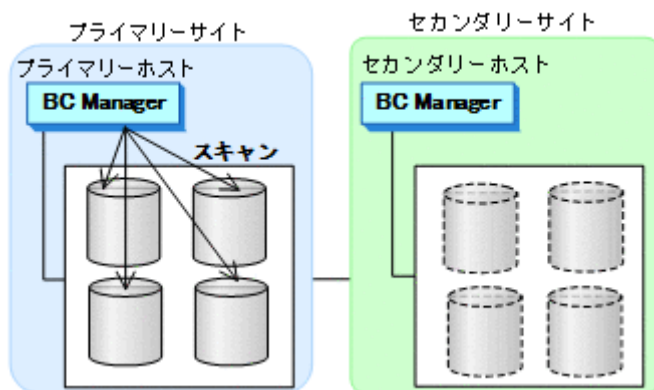 プライマリーサイト
プライマリーホスト
BC Manager
スキャン
セカンダリーサイト
セカンダリーホスト
BC Manager